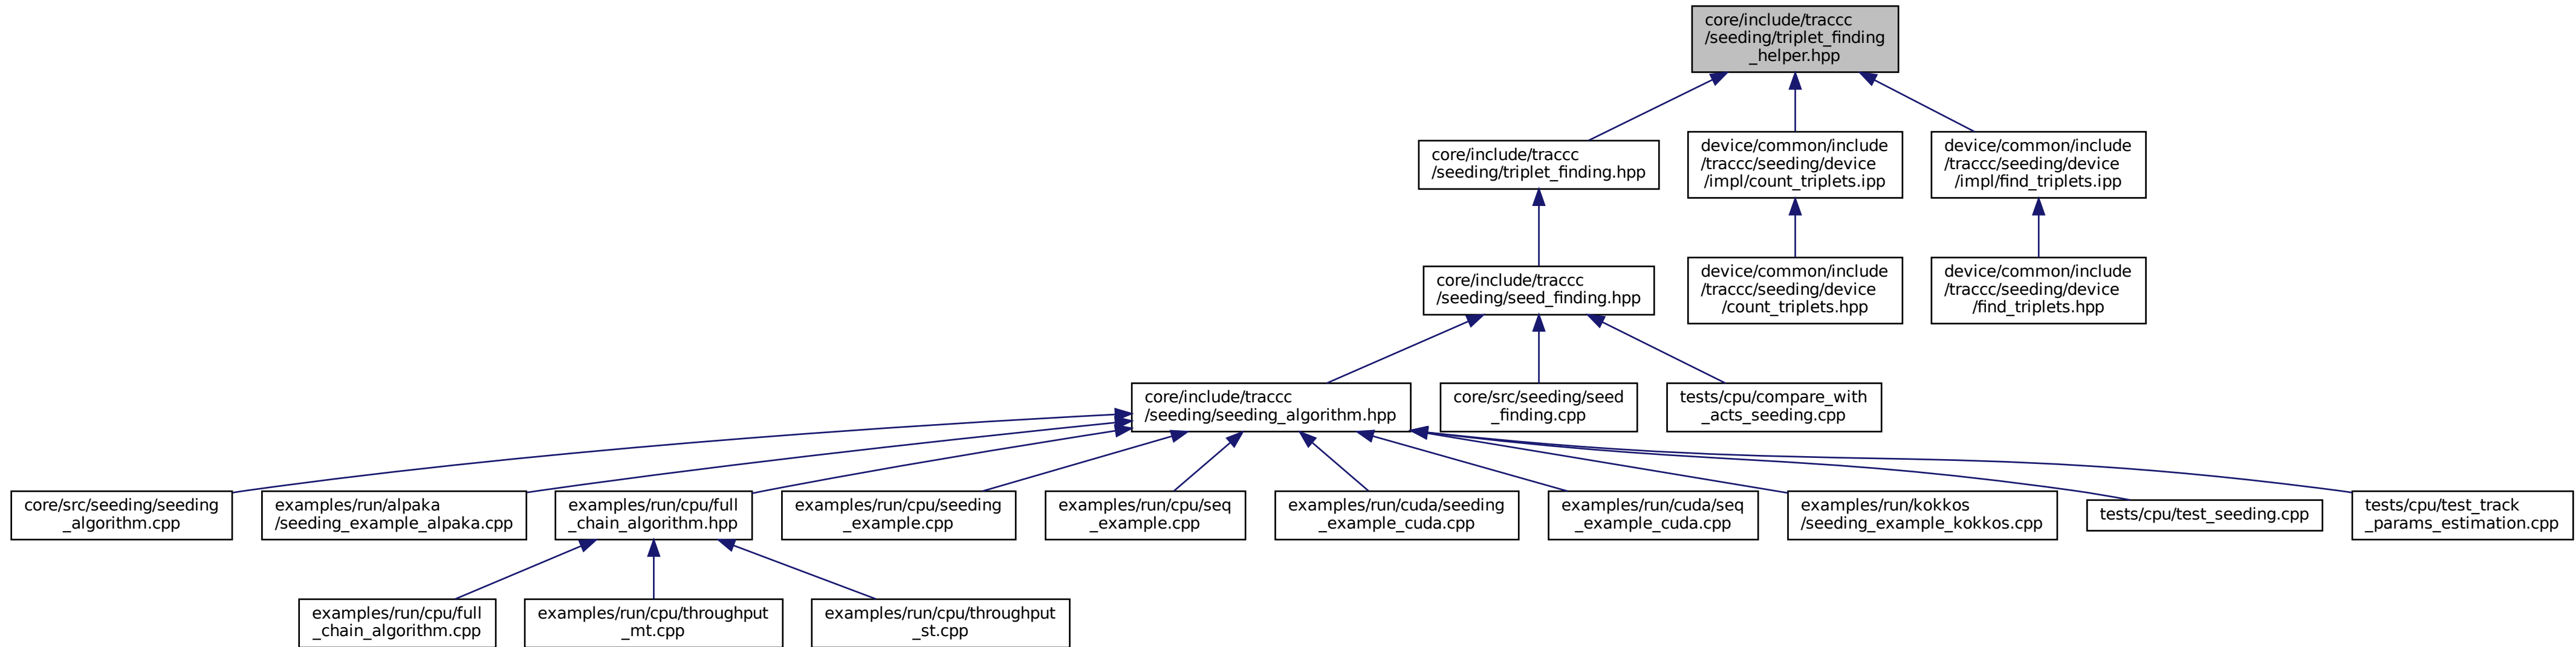 core/include/traccc
/seeding/triplet_finding
_helper.hpp
core/include/traccc
/seeding/triplet_finding.hpp
device/common/include
/traccc/seeding/device
/impl/count_triplets.ipp
device/common/include
/traccc/seeding/device
/impl/find_triplets.ipp
core/include/traccc
/seeding/seed_finding.hpp
device/common/include
/traccc/seeding/device
/count_triplets.hpp
device/common/include
/traccc/seeding/device
/find_triplets.hpp
core/include/traccc
/seeding/seeding_algorithm.hpp
core/src/seeding/seed
_finding.cpp
tests/cpu/compare_with
_acts_seeding.cpp
core/src/seeding/seeding
_algorithm.cpp
examples/run/alpaka
/seeding_example_alpaka.cpp
examples/run/cpu/full
_chain_algorithm.hpp
examples/run/cpu/seeding
_example.cpp
examples/run/cpu/seq
_example.cpp
examples/run/cuda/seeding
_example_cuda.cpp
examples/run/cuda/seq
_example_cuda.cpp
examples/run/kokkos
/seeding_example_kokkos.cpp
tests/cpu/test_seeding.cpp
tests/cpu/test_track
_params_estimation.cpp
examples/run/cpu/full
_chain_algorithm.cpp
examples/run/cpu/throughput
_mt.cpp
examples/run/cpu/throughput
_st.cpp